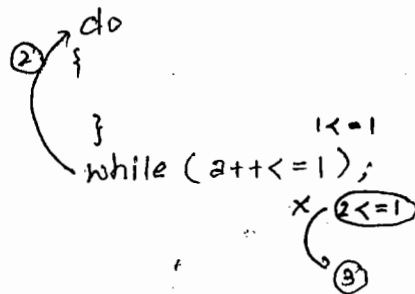 do
② {
}
1<=1
while (a++<=1);
x 2<=1
③